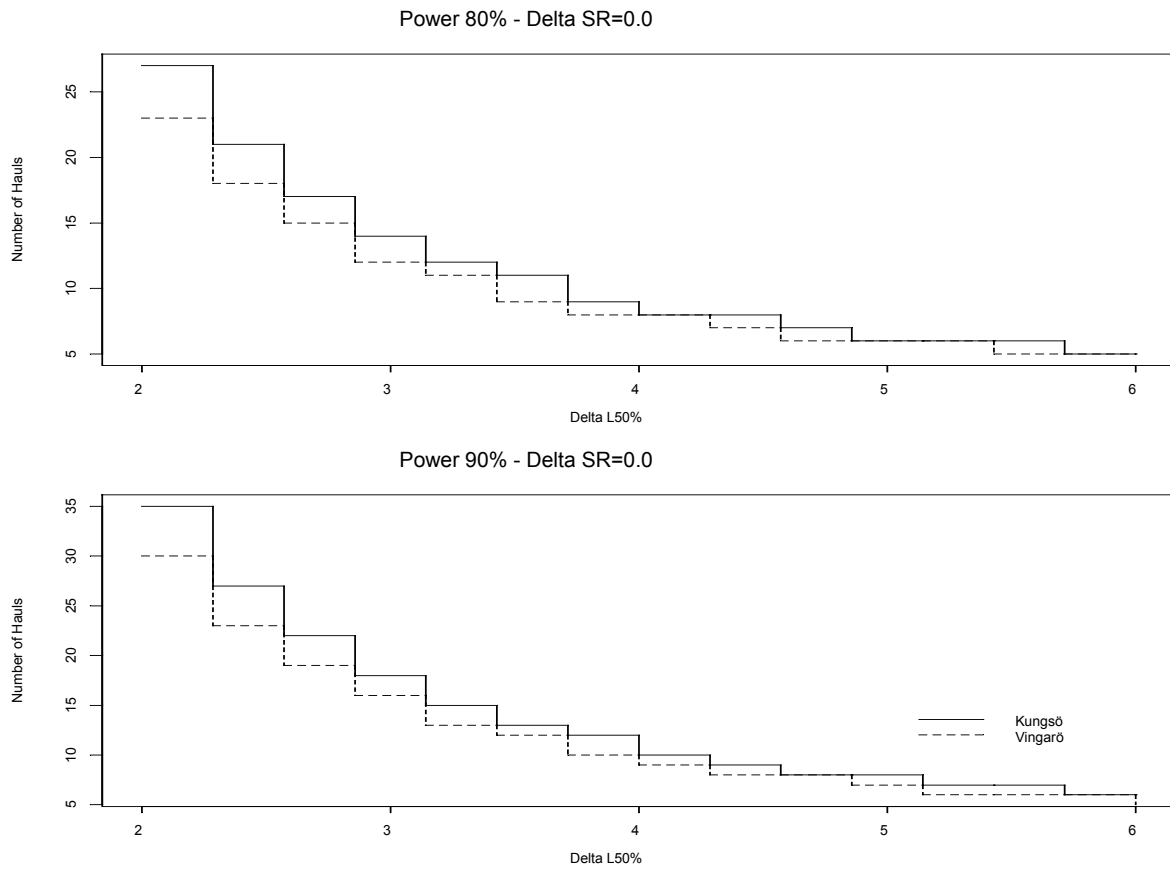 Power 80% - Delta SR=0.0
Number of Hauls
25
20
15
10
5
2 3 4 5 6
Delta L50%
Power 90% - Delta SR=0.0
Number of Hauls
35
30
25
20
15
10
5
Kungsö
Vingarö
2 3 4 5 6
Delta L50%